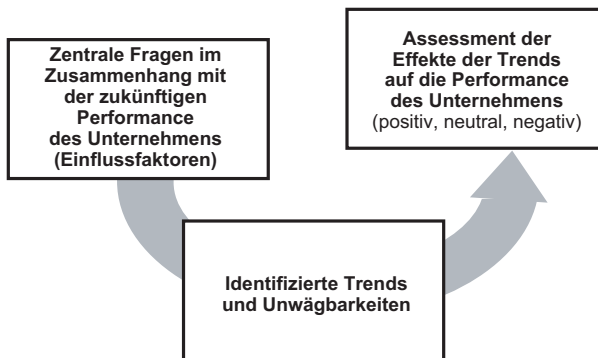 Zentrale Fragen im
Zusammenhang mit
der zukünftigen
Performance
des Unternehmens
(Einflussfaktoren)
Assessment der
Effekte der Trends
auf die Performance
des Unternehmens
(positiv, neutral, negativ)
Identifizierte Trends
und Unwägbarkeiten